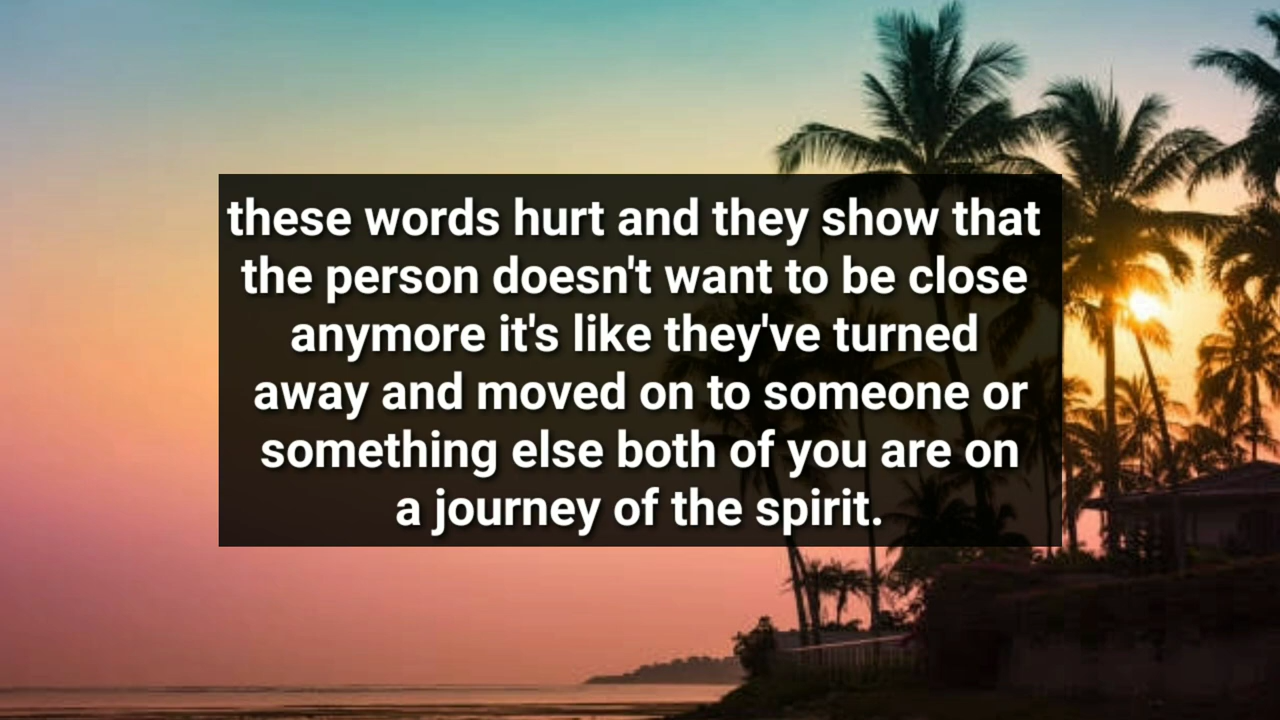 these words hurt and they show that
the person doesn't want to be close
anymore it's like they've turned
away and moved on to someone or
something else both of you are on
a journey of the spirit.